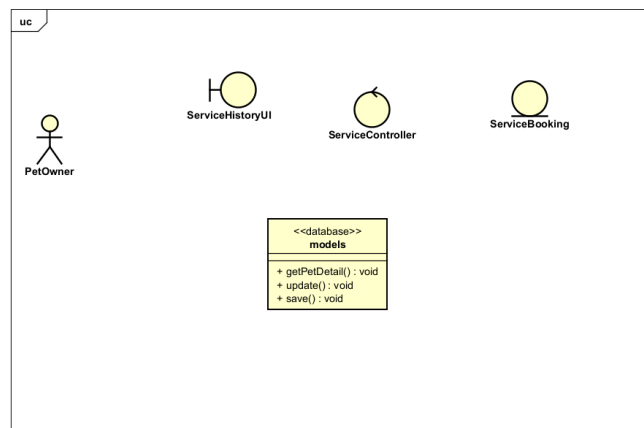 uc
ServiceHistoryUI
ServiceController
ServiceBooking
PetOwner
<<database>>
models
+ getPetDetail() : void
+ update() : void
+ save() : void